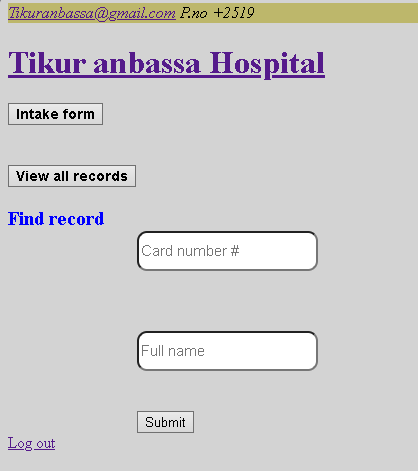 Tikuranbassa@gmail.com P.no +2519
Tikur anbassa Hospital
Intake form
View all records
Find record
Card number #
Full name
Submit
Log out